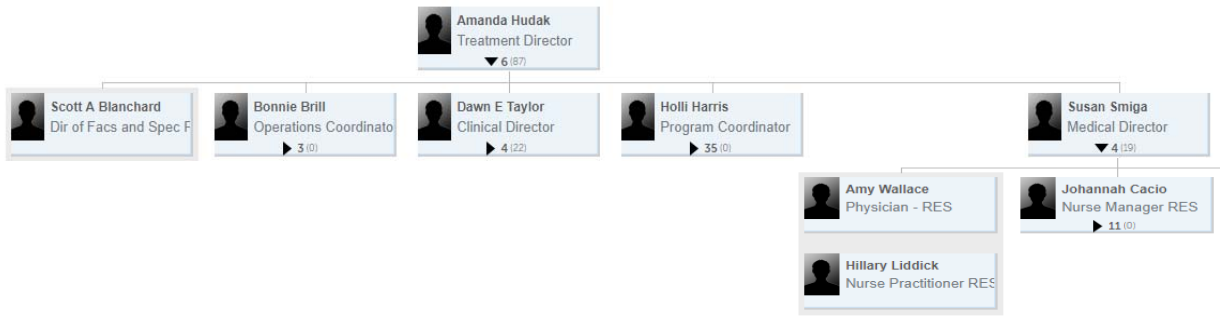 Amanda Hudak
Treatment Director
6 (87)
Scott A Blanchard
Dir of Facs and Spec P
Bonnie Brill
Operations Coordinato
3 (0)
Dawn E Taylor
Clinical Director
4 (22)
Holli Harris
Program Coordinator
35 (0)
Susan Smiga
Medical Director
4 (19)
Amy Wallace
Physician - RES
Johannah Cacio
Nurse Manager RES
11 (0)
Hillary Liddick
Nurse Practitioner RES